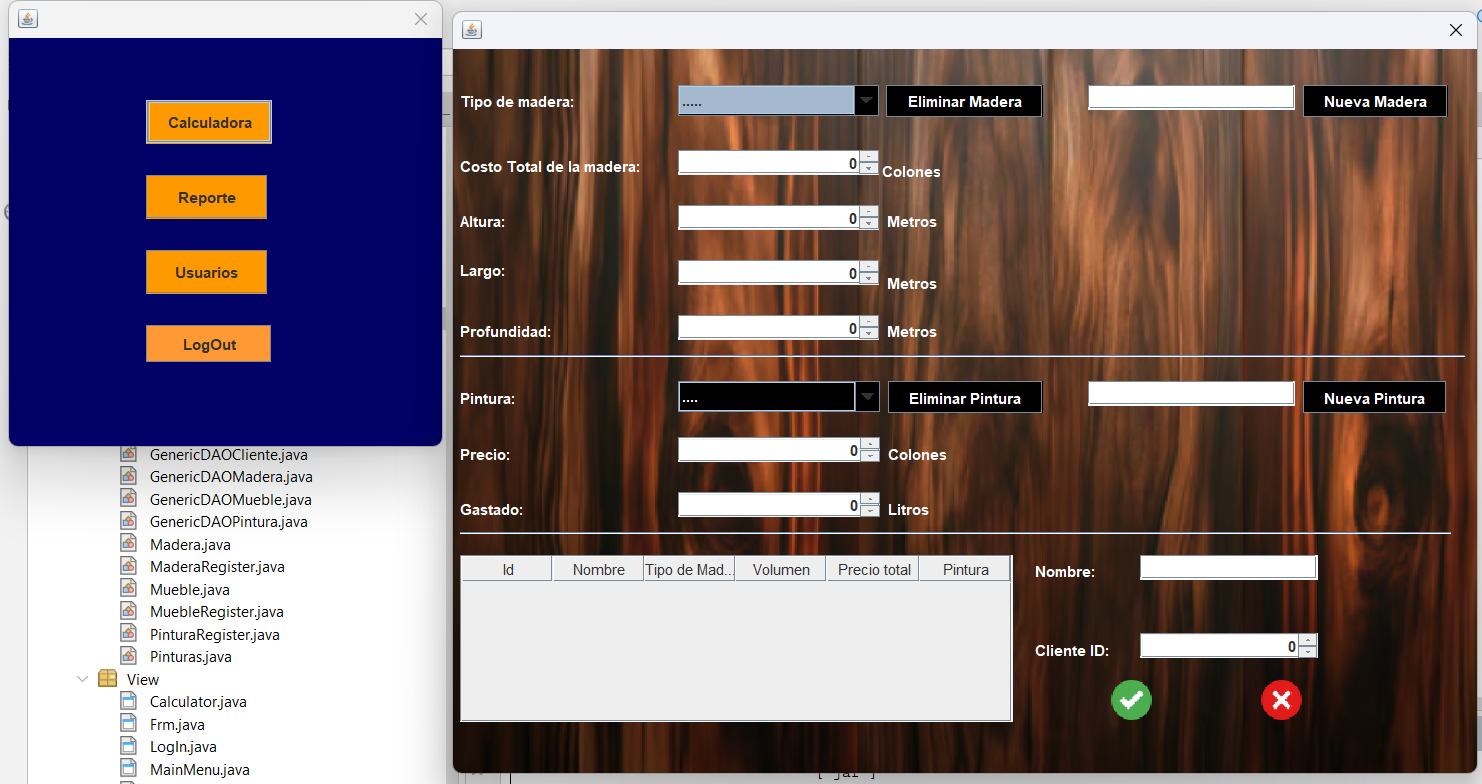 Calculadora
Reporte
Usuarios
LogOut
GenericDAOCliente.java
GenericDAOMadera.java
GenericDAOMueble.java
GenericDAOPintura.java
Madera.java
MaderaRegister.java
Mueble.java
MuebleRegister.java
PinturaRegister.java
Pinturas.java
View
Calculator.java
Frm.java
LogIn.java
MainMenu.java
Tipo de madera: ..... Eliminar Madera Nueva Madera
Costo Total de la madera: 0 Colones
Altura: 0 Metros
Largo: 0 Metros
Profundidad: 0 Metros
Pintura: .... Eliminar Pintura Nueva Pintura
Precio: 0 Colones
Gastado: 0 Litros
Id Nombre Tipo de Mad... Volumen Precio total Pintura
Nombre:
Cliente ID: 0